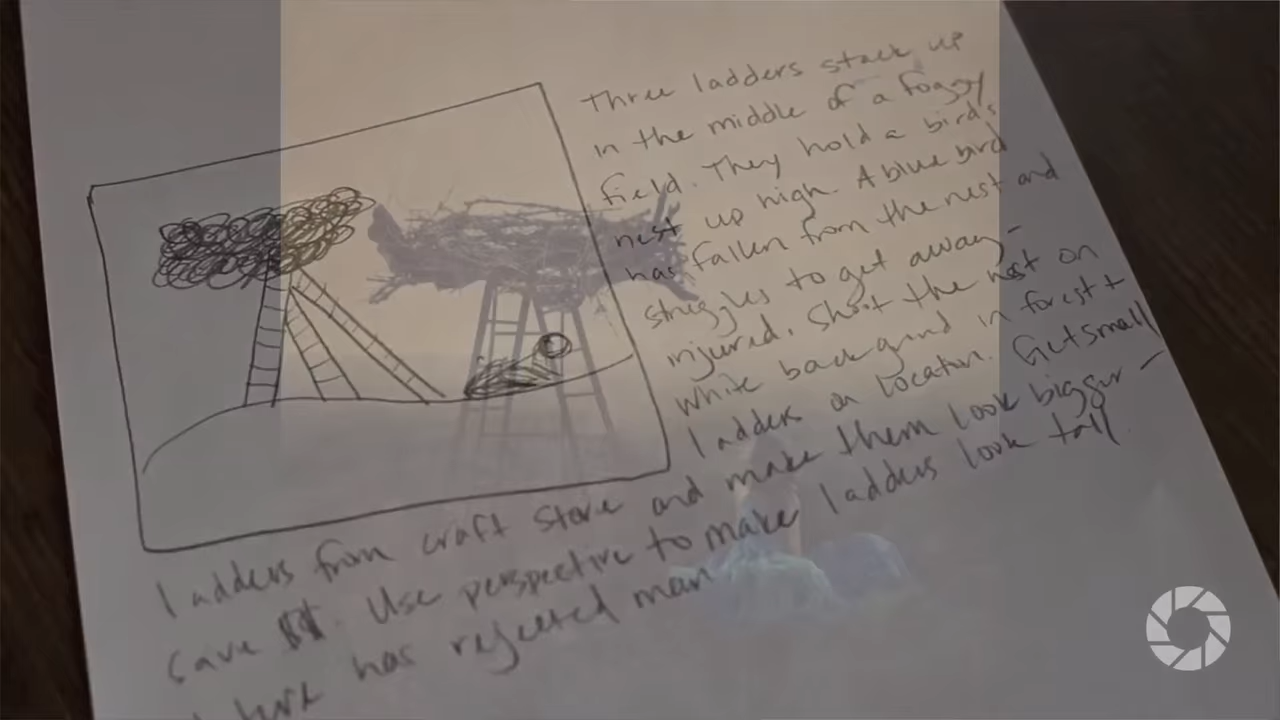 Three ladders stack up
in the middle of a foggy
field. They hold a bird's
nest up high. A blue bird
has fallen from the nest and
struggles to get away -
injured. Shoot the nest on
white background in forest +
ladders on location. Get small
ladders from craft store and make them look bigger -
save $$. Use perspective to make ladders look tall.
has rejected man